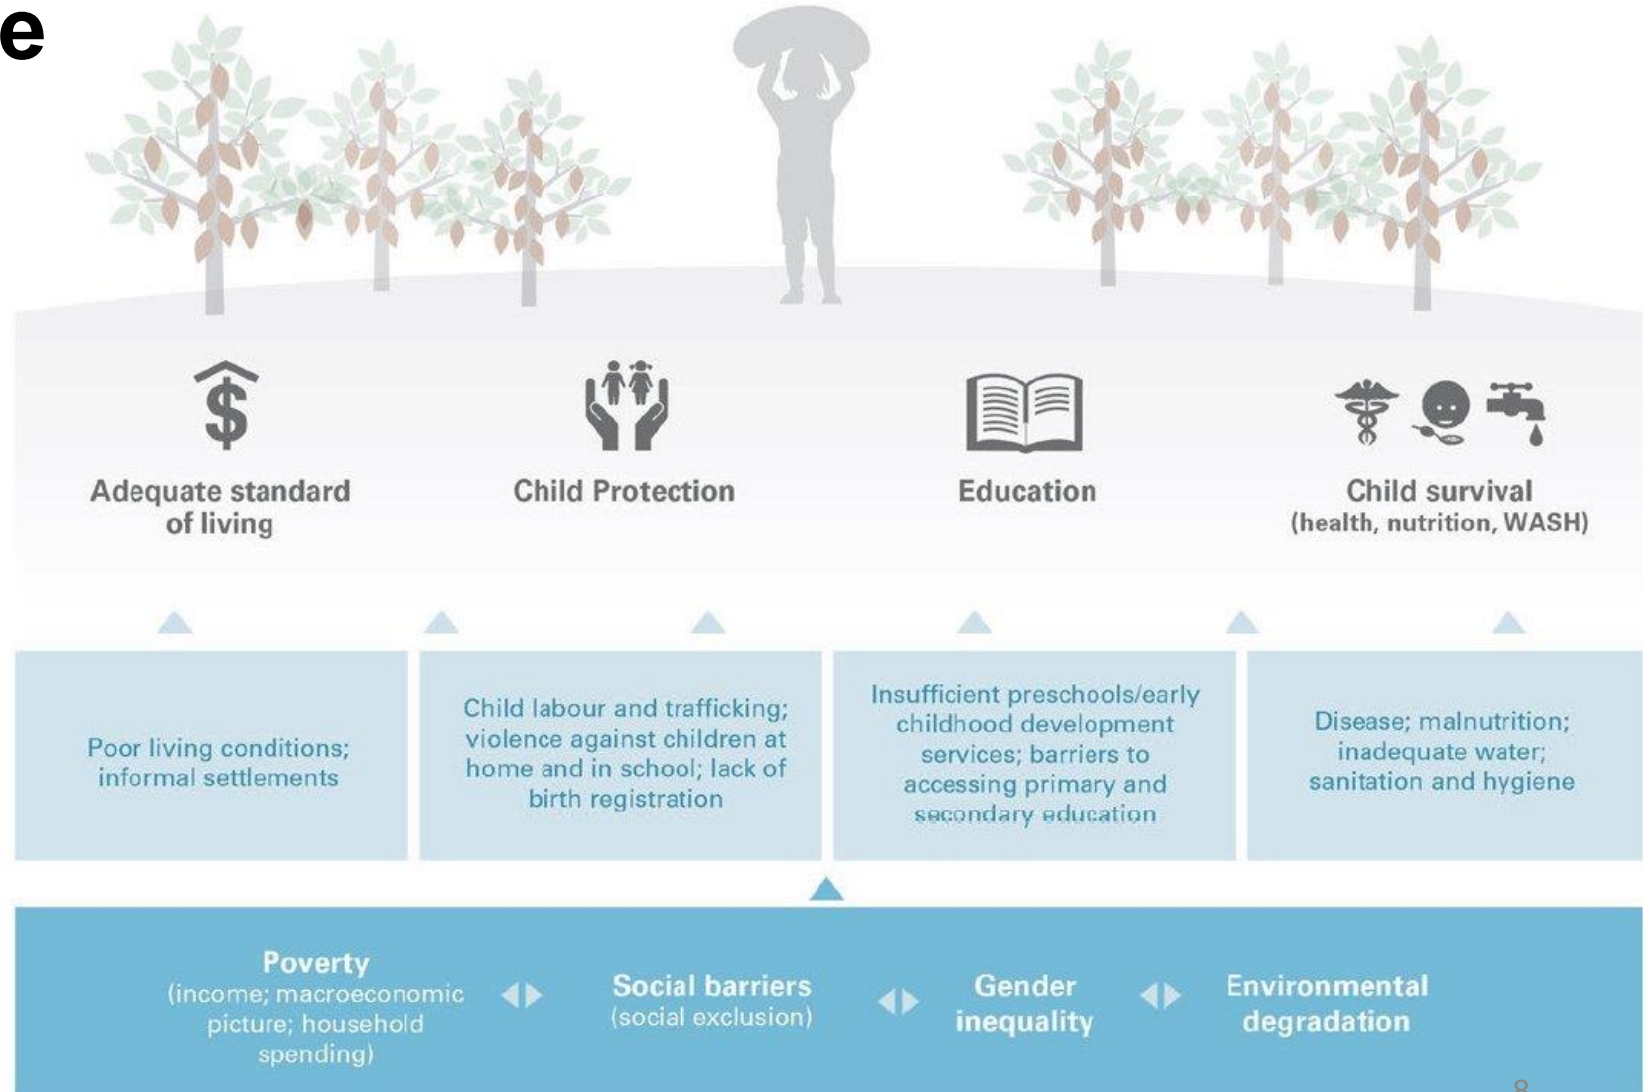 e
Adequate standard
of living
Child Protection
Education
Child survival
(health, nutrition, WASH)
Poor living conditions;
informal settlements
Child labour and trafficking;
violence against children at
home and in school; lack of
birth registration
Insufficient preschools/early
childhood development
services; barriers to
accessing primary and
secondary education
Disease; malnutrition;
inadequate water;
sanitation and hygiene
Poverty
(income; macroeconomic
picture; household
spending)
Social barriers
(social exclusion)
Gender
inequality
Environmental
degradation
8